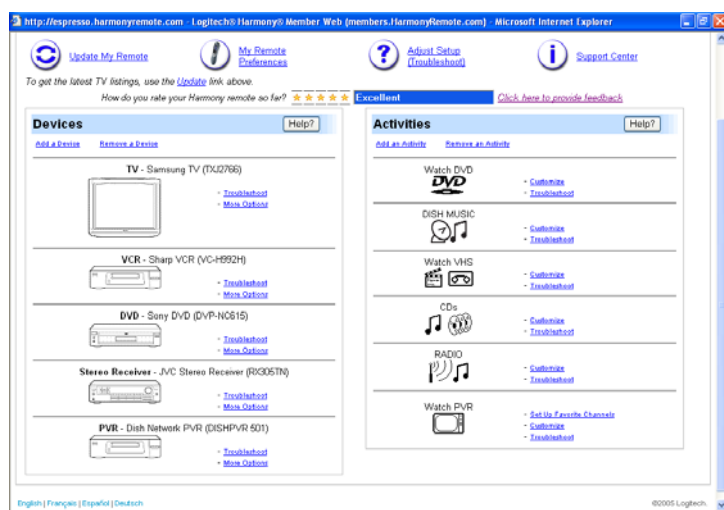 http://espresso.harmonyremote.com - Logitech® Harmony® Member Web (members.HarmonyRemote.com) - Microsoft Internet Explorer
Update My Remote
My Remote Preferences
Adjust Setup (Troubleshoot)
Support Center
To get the latest TV listings, use the Update link above.
How do you rate your Harmony remote so far? Excellent Click here to provide feedback
Devices Help?
Add a Device Remove a Device
TV - Samsung TV (TXJ2766)
- Troubleshoot
- More Options
VCR - Sharp VCR (VC-H992H)
- Troubleshoot
- More Options
DVD - Sony DVD (DVP-NC615)
- Troubleshoot
- More Options
Stereo Receiver - JVC Stereo Receiver (RX305TN)
- Troubleshoot
- More Options
PVR - Dish Network PVR (DISHPVR 501)
- Troubleshoot
- More Options
Activities Help?
Add an Activity Remove an Activity
Watch DVD
DVD
- Customize
- Troubleshoot
DISH MUSIC
- Customize
- Troubleshoot
Watch VHS
- Customize
- Troubleshoot
CDs
- Customize
- Troubleshoot
RADIO
- Customize
- Troubleshoot
Watch PVR
- Set Up Favorite Channels
- Customize
- Troubleshoot
English | Français | Español | Deutsch
©2005 Logitech.